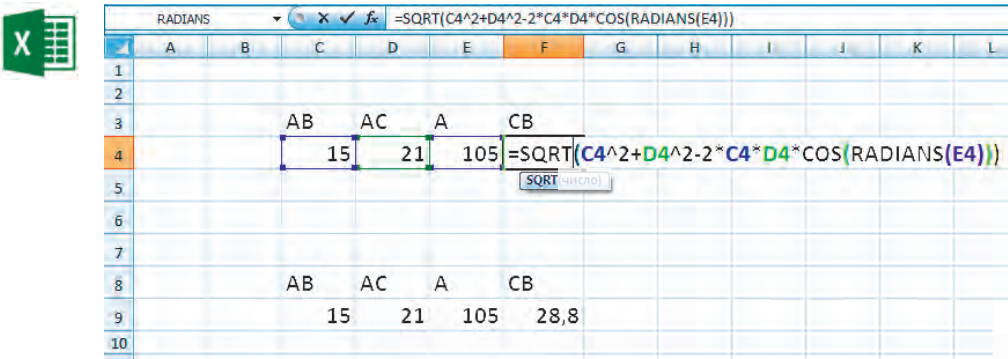 RADIANS =SQRT(C4^2+D4^2-2*C4*D4*COS(RADIANS(E4)))
X
A B C D E F G H I J K L
1
2
3 AB AC A CB
4 15 21 105 =SQRT(C4^2+D4^2-2*C4*D4*COS(RADIANS(E4)))
SQRT(число)
5
6
7
8 AB AC A CB
9 15 21 105 28,8
10